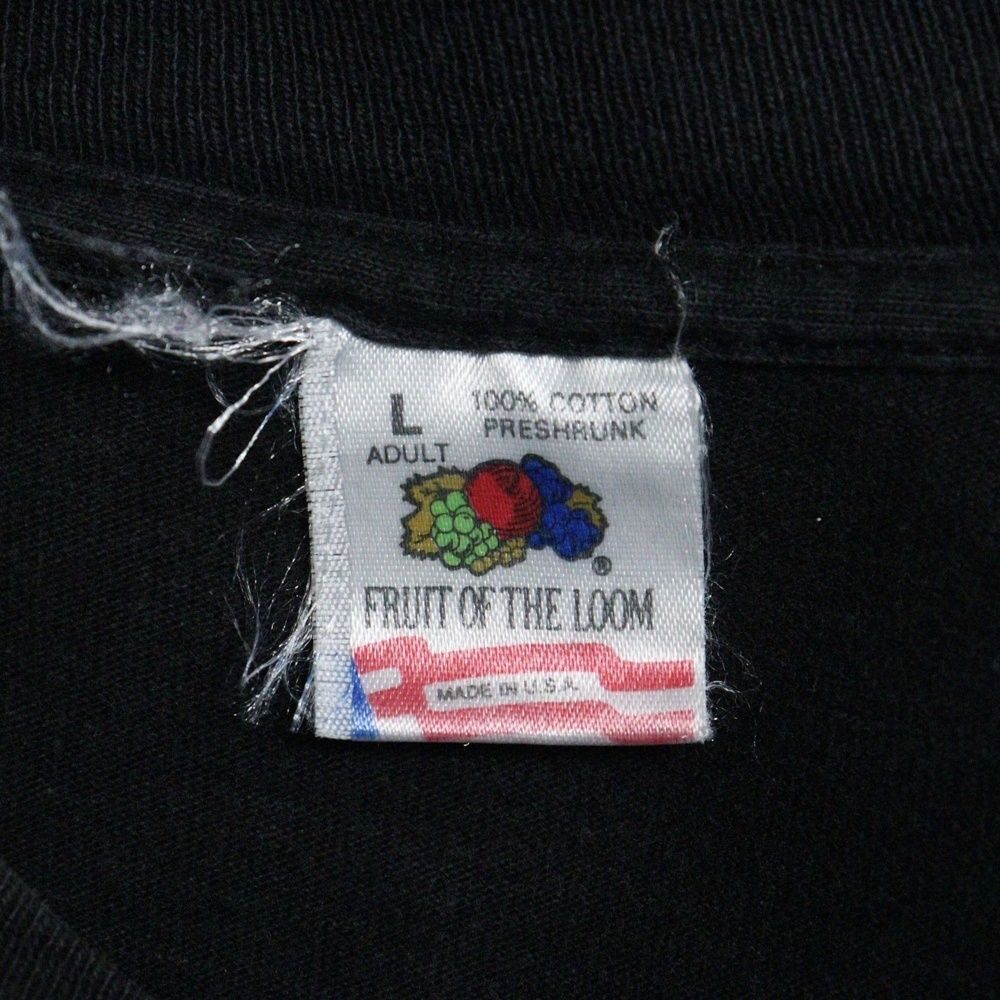 L
ADULT
100% COTTON
PRESHRUNK
®
FRUIT OF THE LOOM
MADE IN U.S.A.